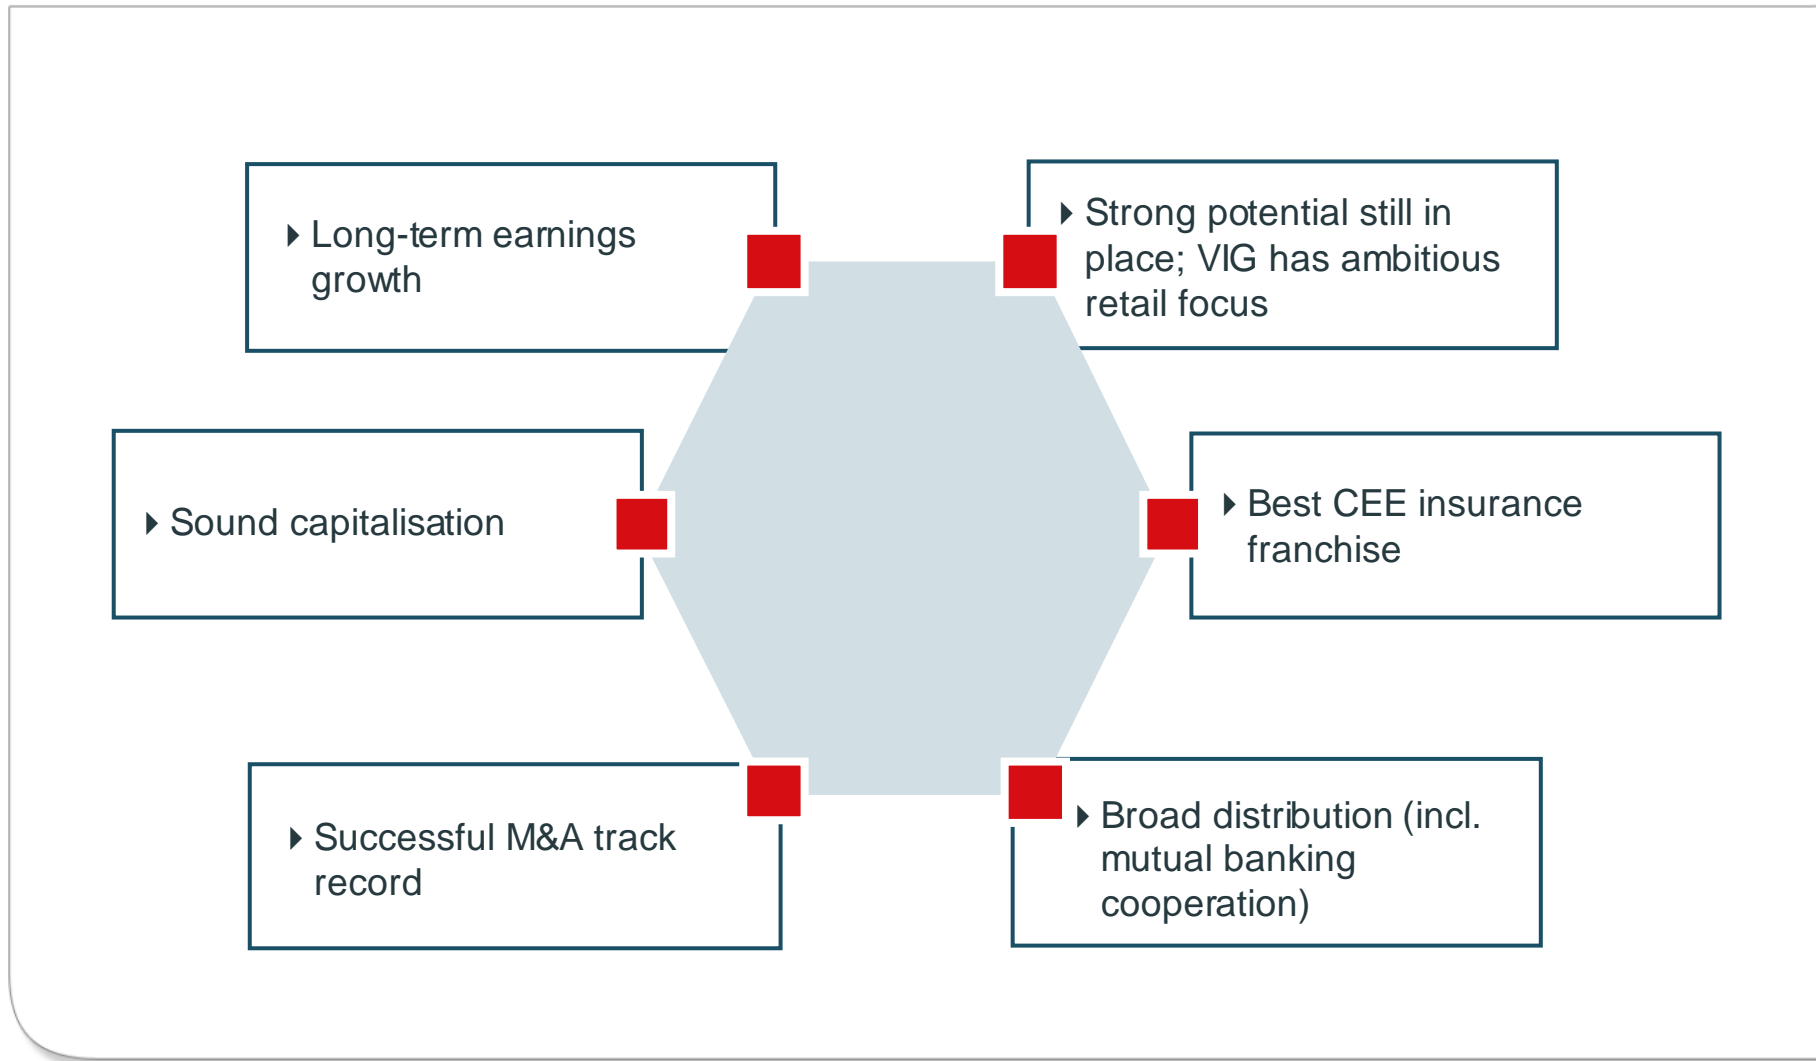 Long-term earnings
growth
Strong potential still in
place; VIG has ambitious
retail focus
Sound capitalisation
Best CEE insurance
franchise
Successful M&A track
record
Broad distribution (incl.
mutual banking
cooperation)